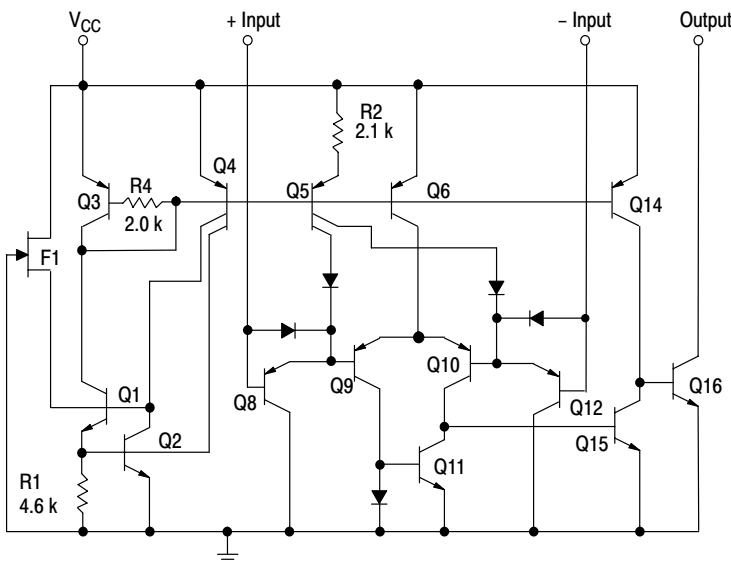 VCC
+ Input
− Input
Output
R2
2.1 k
Q4
R4
Q3
2.0 k
Q5
Q6
Q14
F1
Q1
Q2
Q8
Q9
Q10
Q12
Q16
Q15
Q11
R1
4.6 k